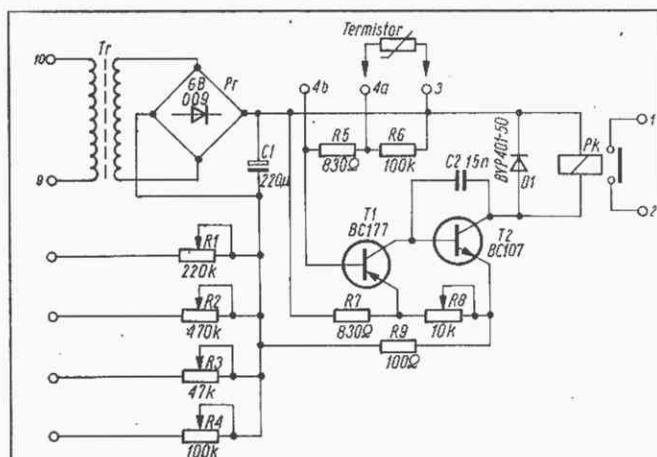 Termistor
10
Tr
GB
009
Pr
4b
4a
3
R5
830Ω
R6
100k
C1
220μ
C2 15n
BYP401-50
D1
Pk
1
2
9
T1
BC177
T2
BC107
R1
220k
R2
470k
R3
47k
R4
100k
R7
830Ω
R8
10k
R9
100Ω